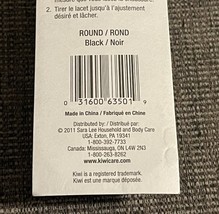 2. Tirer le lacet jusqu'à l'ajustement
désiré et lâcher.
ROUND / ROND
Black / Noir
0 31600 63501 9
Made in China / Fabriqué en Chine
Distributed by: / Distribué par:
© 2011 Sara Lee Household and Body Care
USA: Exton, PA 19341
1-800-392-7733
Canada: Mississauga, ON L4W 2N3
1-800-263-8262
www.kiwicare.com
Kiwi is a registered trademark.
Kiwi est une marque déposée.